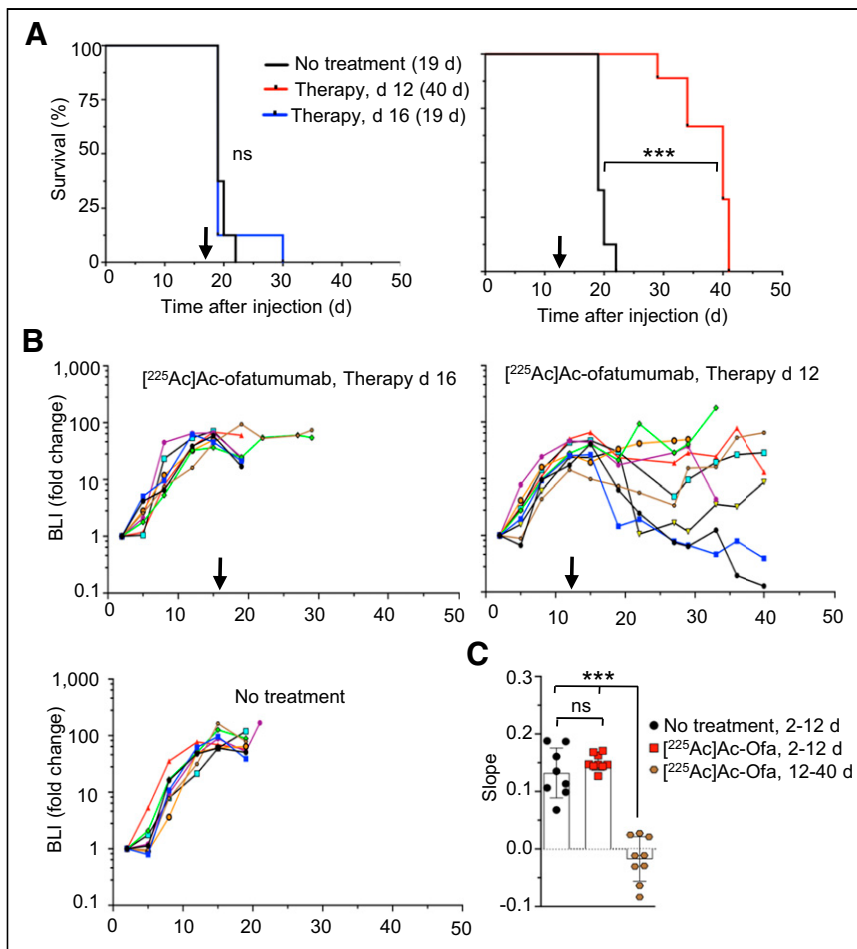 A
100
75
50
25
0
Survival (%)
No treatment (19 d)
Therapy, d 12 (40 d)
Therapy, d 16 (19 d)
ns
***
0 10 20 30 40 50
Time after injection (d)
0 10 20 30 40 50
Time after injection (d)
B
1,000
100
10
1
0.1
BLI (fold change)
[²²⁵Ac]Ac-ofatumumab, Therapy d 16
[²²⁵Ac]Ac-ofatumumab, Therapy d 12
0 10 20 30 40 50
0 10 20 30 40 50
1,000
100
10
1
0.1
BLI (fold change)
No treatment
0 10 20 30 40 50
C
0.3
0.2
0.1
0.0
-0.1
Slope
***
ns
No treatment, 2-12 d
[²²⁵Ac]Ac-Ofa, 2-12 d
[²²⁵Ac]Ac-Ofa, 12-40 d